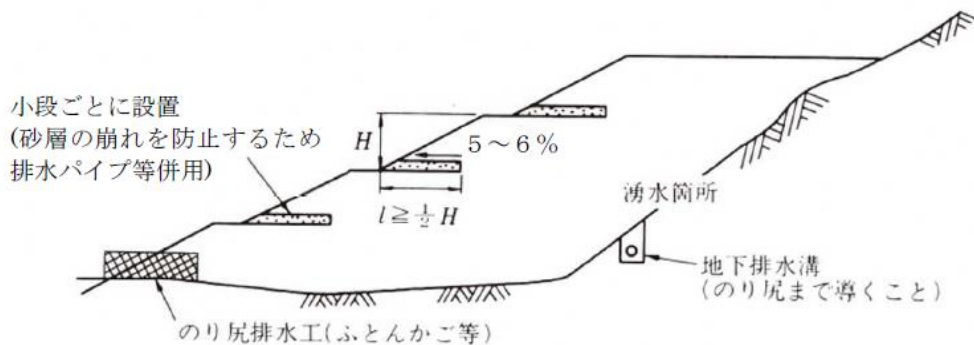 小段ごとに設置
(砂層の崩れを防止するため
排水パイプ等併用)
H
5～6%
l≧1/2 H
湧水箇所
地下排水溝
(のり尻まで導くこと)
のり尻排水工(ふとんかご等)